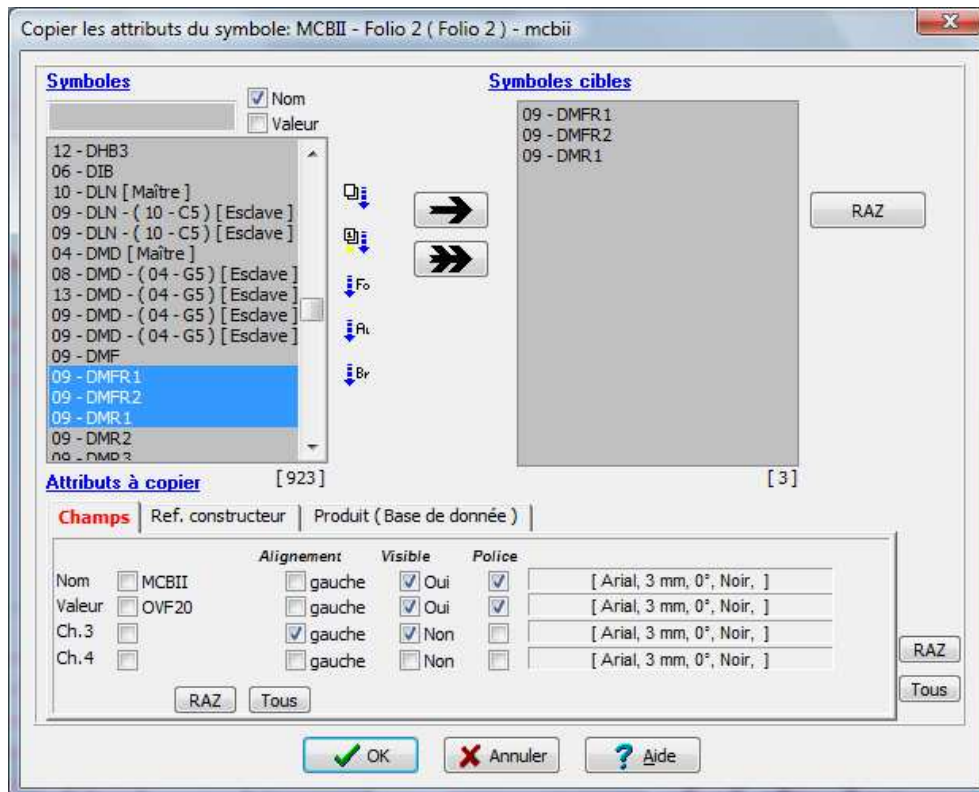 Copier les attributs du symbole: MCBII - Folio 2 ( Folio 2 ) - mcbii
Symboles
Nom
Valeur
12 - DHB3
06 - DIB
10 - DLN [ Maître ]
09 - DLN - ( 10 - C5 ) [ Esclave ]
09 - DLN - ( 10 - C5 ) [ Esclave ]
04 - DMD [ Maître ]
08 - DMD - ( 04 - G5 ) [ Esclave ]
13 - DMD - ( 04 - G5 ) [ Esclave ]
09 - DMD - ( 04 - G5 ) [ Esclave ]
09 - DMD - ( 04 - G5 ) [ Esclave ]
09 - DMF
09 - DMFR1
09 - DMFR2
09 - DMR1
09 - DMR2
09 - DMR3
[ 923 ]
1
Fo
Au
Br
Symboles cibles
09 - DMFR1
09 - DMFR2
09 - DMR1
[ 3 ]
RAZ
Attributs à copier
Champs Ref. constructeur Produit ( Base de donnée )
Alignement Visible Police
Nom MCBII gauche Oui [ Arial, 3 mm, 0°, Noir, ]
Valeur OVF20 gauche Oui [ Arial, 3 mm, 0°, Noir, ]
Ch.3 gauche Non [ Arial, 3 mm, 0°, Noir, ]
Ch.4 gauche Non [ Arial, 3 mm, 0°, Noir, ]
RAZ Tous
RAZ
Tous
OK Annuler ? Aide